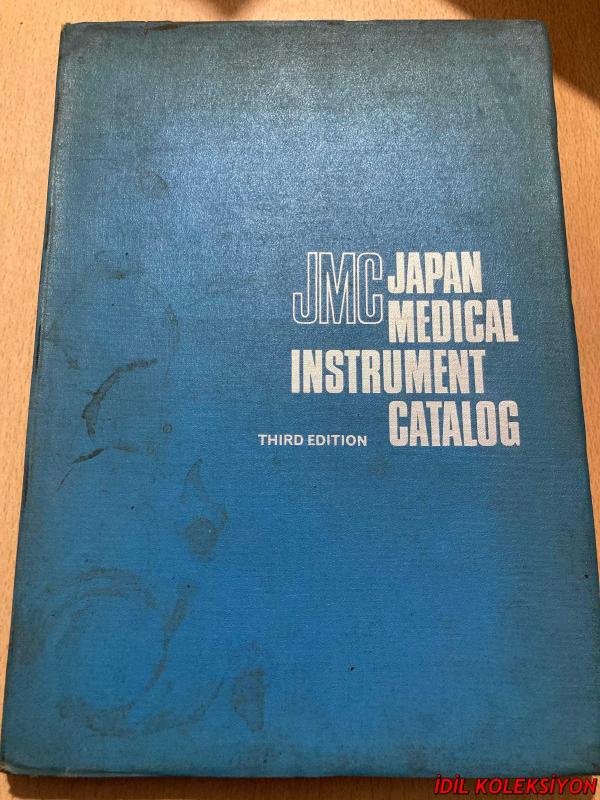 JMC JAPAN
MEDICAL
INSTRUMENT
THIRD EDITION CATALOG
İDİL KOLEKSİYON